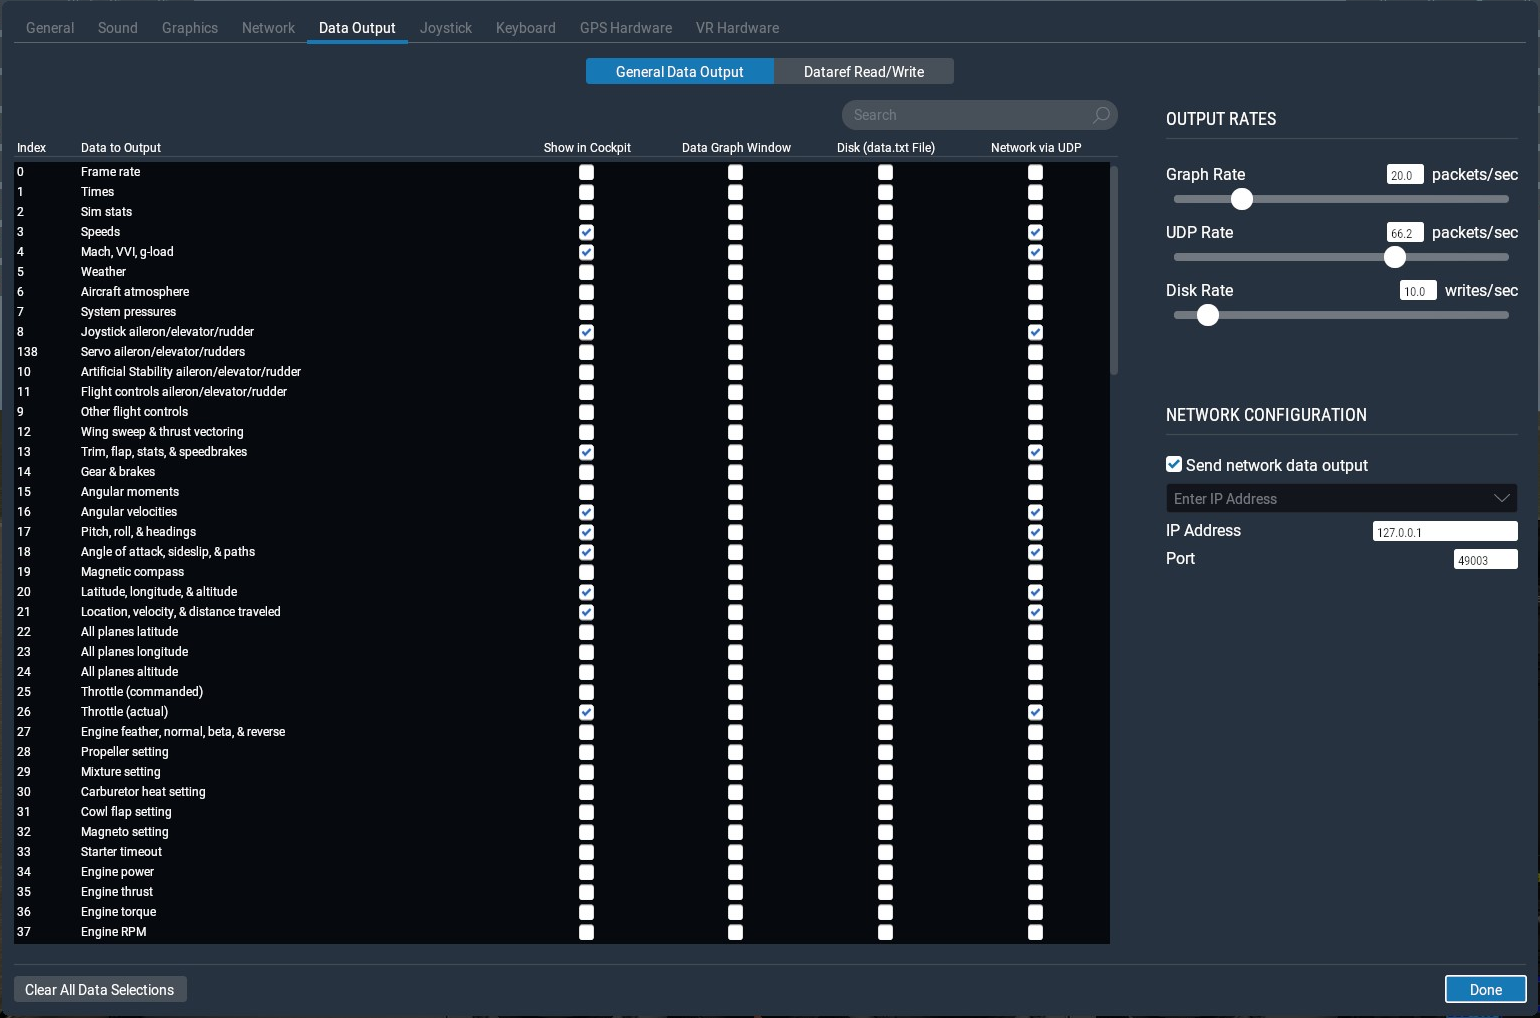 General Sound Graphics Network Data Output Joystick Keyboard GPS Hardware VR Hardware
General Data Output Dataref Read/Write
Search
Index Data to Output Show in Cockpit Data Graph Window Disk (data.txt File) Network via UDP
0 Frame rate
1 Times
2 Sim stats
3 Speeds
4 Mach, VVI, g-load
5 Weather
6 Aircraft atmosphere
7 System pressures
8 Joystick aileron/elevator/rudder
138 Servo aileron/elevator/rudders
10 Artificial Stability aileron/elevator/rudder
11 Flight controls aileron/elevator/rudder
9 Other flight controls
12 Wing sweep & thrust vectoring
13 Trim, flap, stats, & speedbrakes
14 Gear & brakes
15 Angular moments
16 Angular velocities
17 Pitch, roll, & headings
18 Angle of attack, sideslip, & paths
19 Magnetic compass
20 Latitude, longitude, & altitude
21 Location, velocity, & distance traveled
22 All planes latitude
23 All planes longitude
24 All planes altitude
25 Throttle (commanded)
26 Throttle (actual)
27 Engine feather, normal, beta, & reverse
28 Propeller setting
29 Mixture setting
30 Carburetor heat setting
31 Cowl flap setting
32 Magneto setting
33 Starter timeout
34 Engine power
35 Engine thrust
36 Engine torque
37 Engine RPM
OUTPUT RATES
Graph Rate 20.0 packets/sec
UDP Rate 66.2 packets/sec
Disk Rate 10.0 writes/sec
NETWORK CONFIGURATION
Send network data output
Enter IP Address
IP Address 127.0.0.1
Port 49003
Clear All Data Selections Done